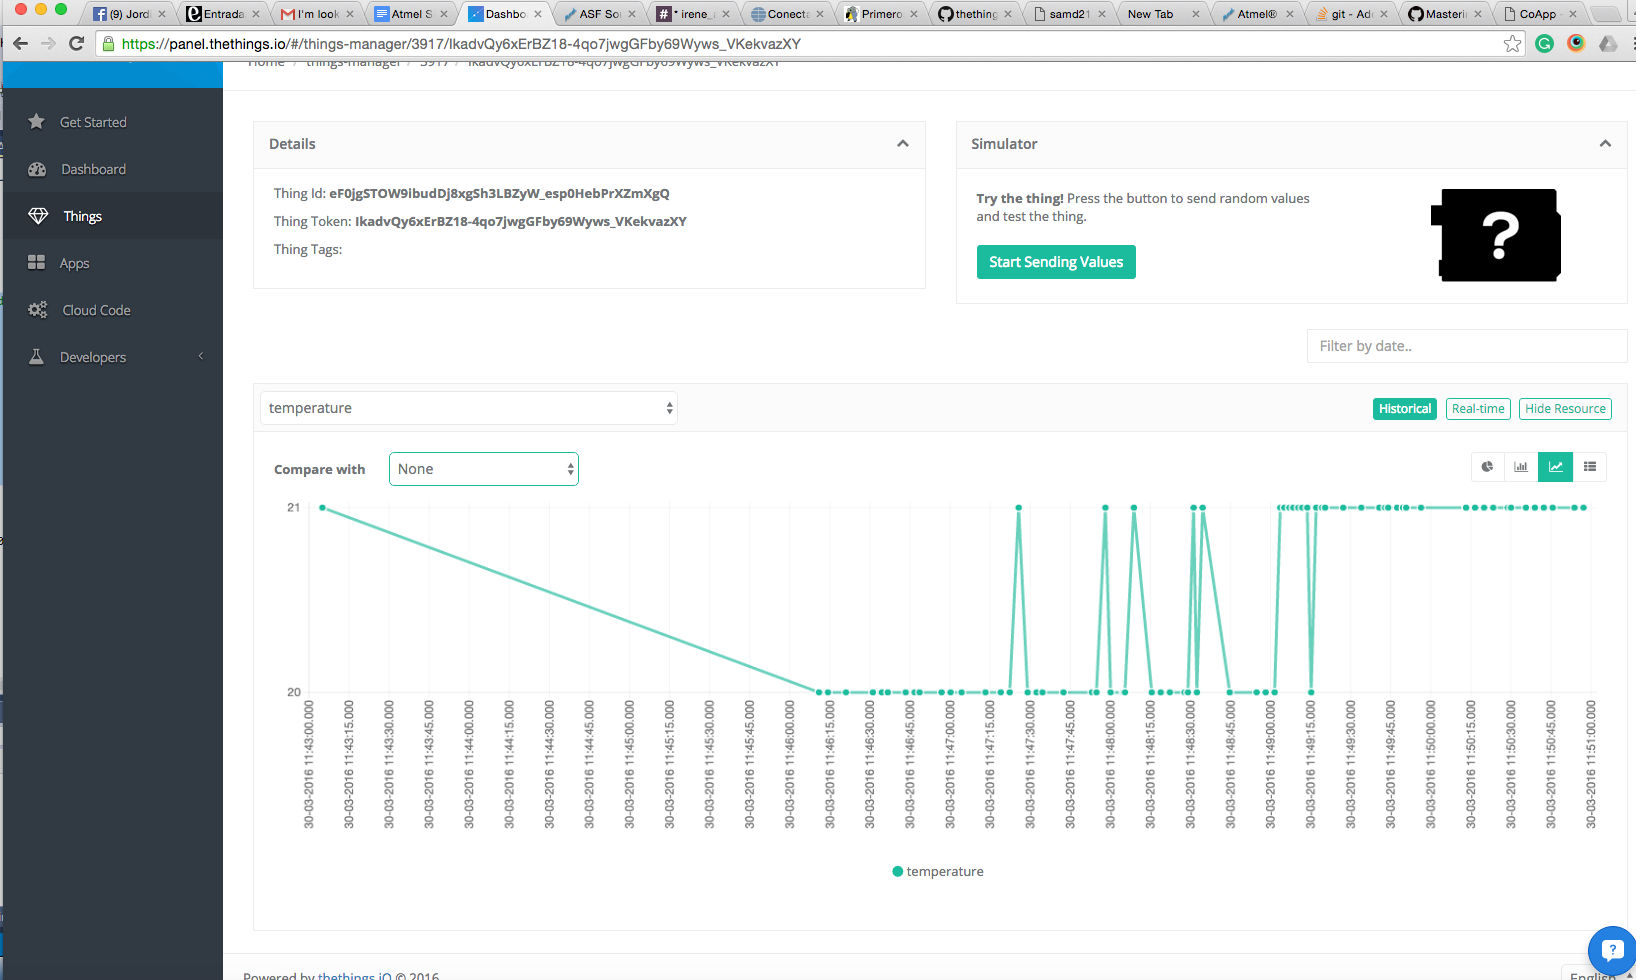 (9) Jordi
Entrada
I'm look
Atmel S
Dashbo
ASF So
* irene_
Conecta
Primero
thething
samd21
New Tab
Atmel®
git - Ad
Masteri
CoApp
https://panel.thethings.io/#/things-manager/3917/IkadvQy6xErBZ18-4qo7jwgGFby69Wyws_VKekvazXY
Home / things-manager / 3917 / IkadvQy6xErBZ18-4qo7jwgGFby69Wyws_VKekvazXY
Get Started
Dashboard
Things
Apps
Cloud Code
Developers
Details
Thing Id: eF0jgSTOW9ibudDj8xgSh3LBZyW_esp0HebPrXZmXgQ
Thing Token: IkadvQy6xErBZ18-4qo7jwgGFby69Wyws_VKekvazXY
Thing Tags:
Simulator
Try the thing! Press the button to send random values
and test the thing.
Start Sending Values
?
Filter by date..
temperature
Historical
Real-time
Hide Resource
Compare with
None
21
20
30-03-2016 11:43:00.000
30-03-2016 11:43:15.000
30-03-2016 11:43:30.000
30-03-2016 11:43:45.000
30-03-2016 11:44:00.000
30-03-2016 11:44:15.000
30-03-2016 11:44:30.000
30-03-2016 11:44:45.000
30-03-2016 11:45:00.000
30-03-2016 11:45:15.000
30-03-2016 11:45:30.000
30-03-2016 11:45:45.000
30-03-2016 11:46:00.000
30-03-2016 11:46:15.000
30-03-2016 11:46:30.000
30-03-2016 11:46:45.000
30-03-2016 11:47:00.000
30-03-2016 11:47:15.000
30-03-2016 11:47:30.000
30-03-2016 11:47:45.000
30-03-2016 11:48:00.000
30-03-2016 11:48:15.000
30-03-2016 11:48:30.000
30-03-2016 11:48:45.000
30-03-2016 11:49:00.000
30-03-2016 11:49:15.000
30-03-2016 11:49:30.000
30-03-2016 11:49:45.000
30-03-2016 11:50:00.000
30-03-2016 11:50:15.000
30-03-2016 11:50:30.000
30-03-2016 11:50:45.000
30-03-2016 11:51:00.000
temperature
Powered by thethings.iO © 2016
English